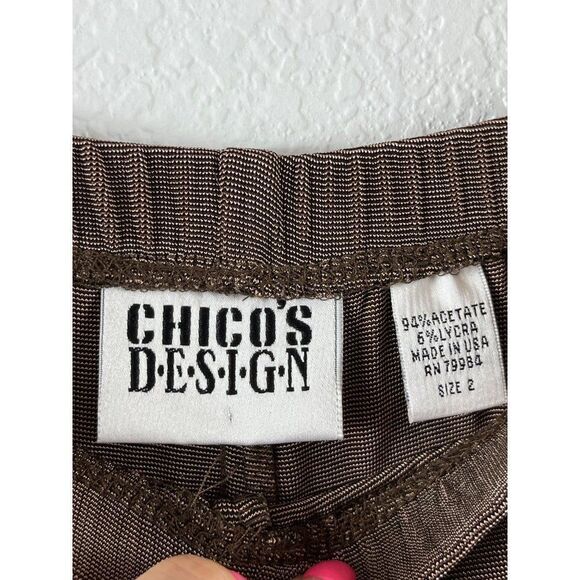 CHICO'S
D·E·S·I·G·N
94% ACETATE
6% LYCRA
MADE IN USA
RN 79984
SIZE 2